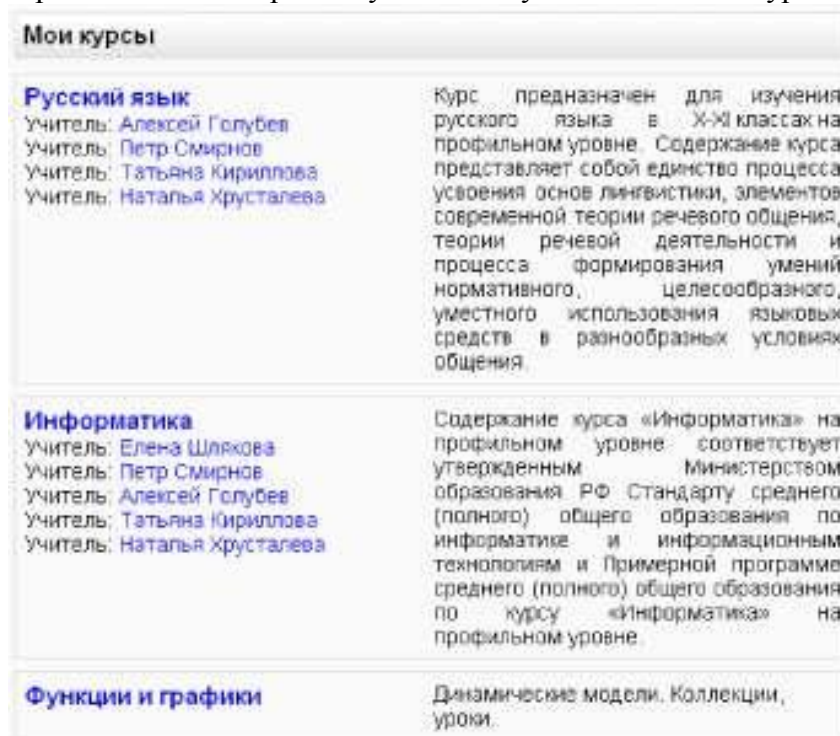 Мои курсы
Русский язык
Учитель: Алексей Голубев
Учитель: Петр Смирнов
Учитель: Татьяна Кириллова
Учитель: Наталья Хрусталева
Курс предназначен для изучения
русского языка в X-XI классах на
профильном уровне. Содержание курса
представляет собой единство процесса
усвоения основ лингвистики, элементов
современной теории речевого общения,
теории речевой деятельности и
процесса формирования умений
нормативного, целесообразного,
уместного использования языковых
средств в разнообразных условиях
общения.
Информатика
Учитель: Елена Шлякова
Учитель: Петр Смирнов
Учитель: Алексей Голубев
Учитель: Татьяна Кириллова
Учитель: Наталья Хрусталева
Содержание курса «Информатика» на
профильном уровне соответствует
утвержденным Министерством
образования РФ Стандарту среднего
(полного) общего образования по
информатике и информационным
технологиям и Примерной программе
среднего (полного) общего образования
по курсу «Информатика» на
профильном уровне.
Функции и графики
Динамические модели. Коллекции,
уроки.